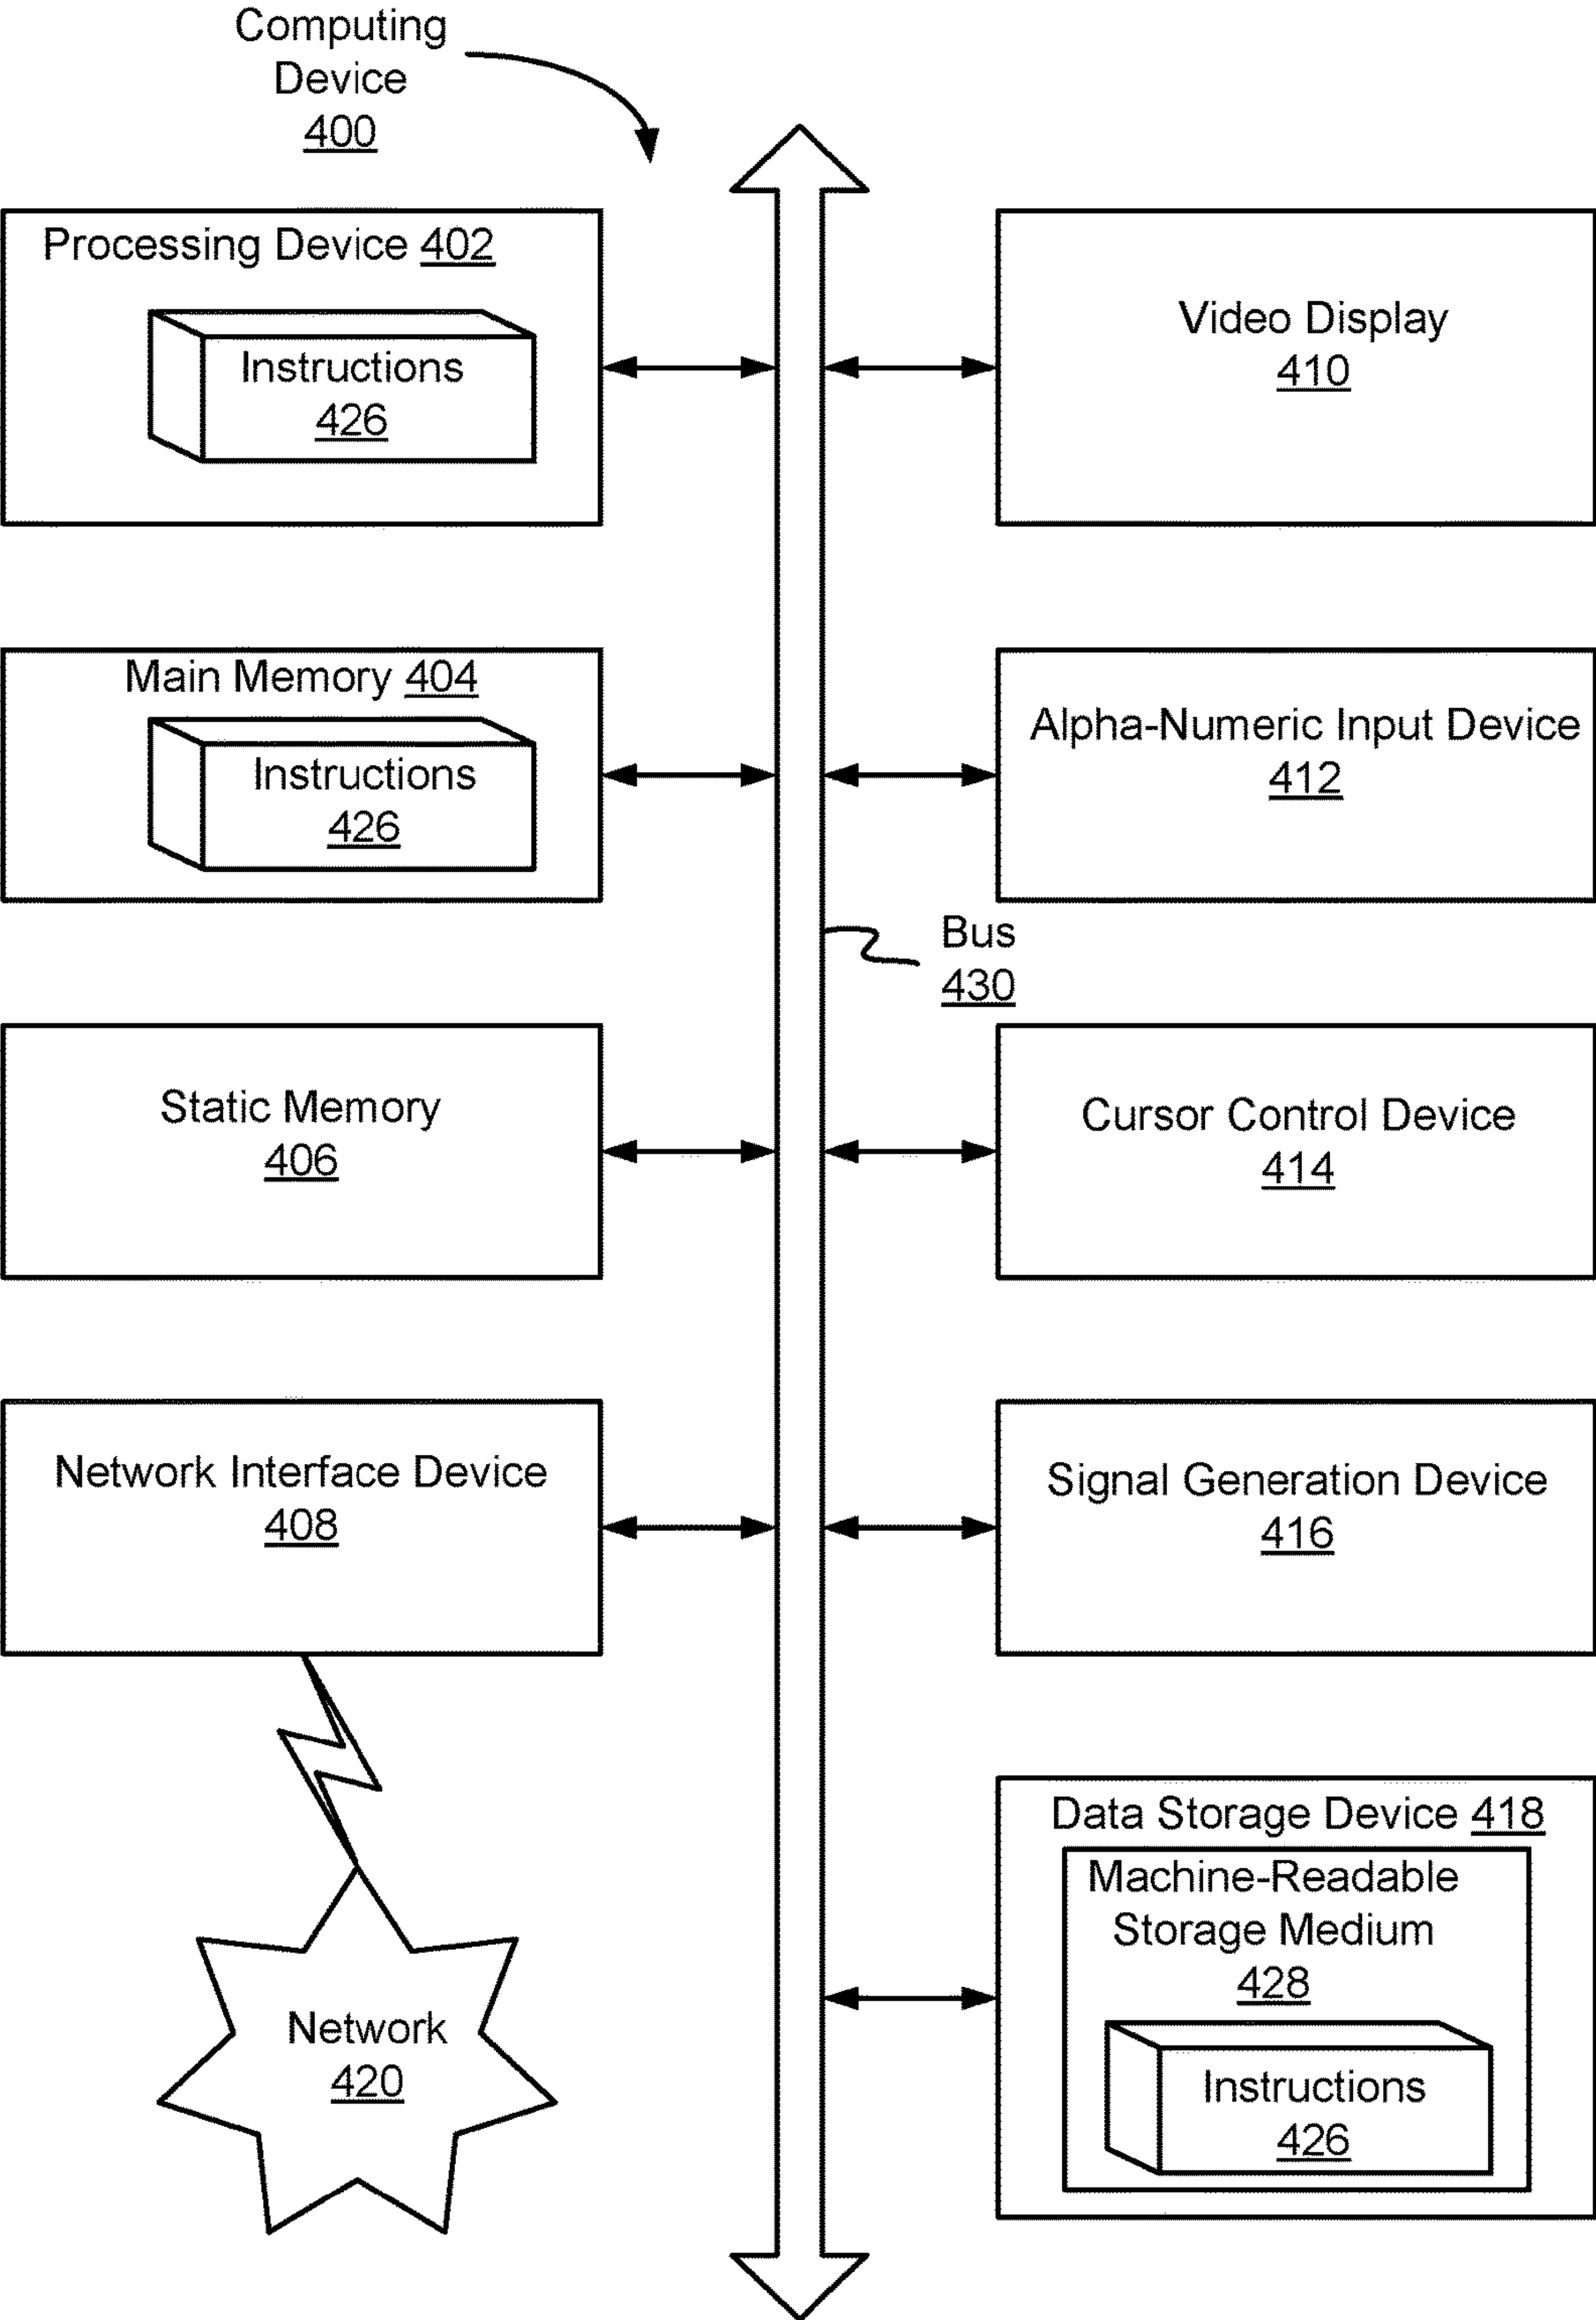 Computing
Device
400
Processing Device 402
Instructions
426
Video Display
410
Main Memory 404
Instructions
426
Alpha-Numeric Input Device
412
Bus
430
Static Memory
406
Cursor Control Device
414
Network Interface Device
408
Signal Generation Device
416
Data Storage Device 418
Machine-Readable
Storage Medium
428
Instructions
426
Network
420